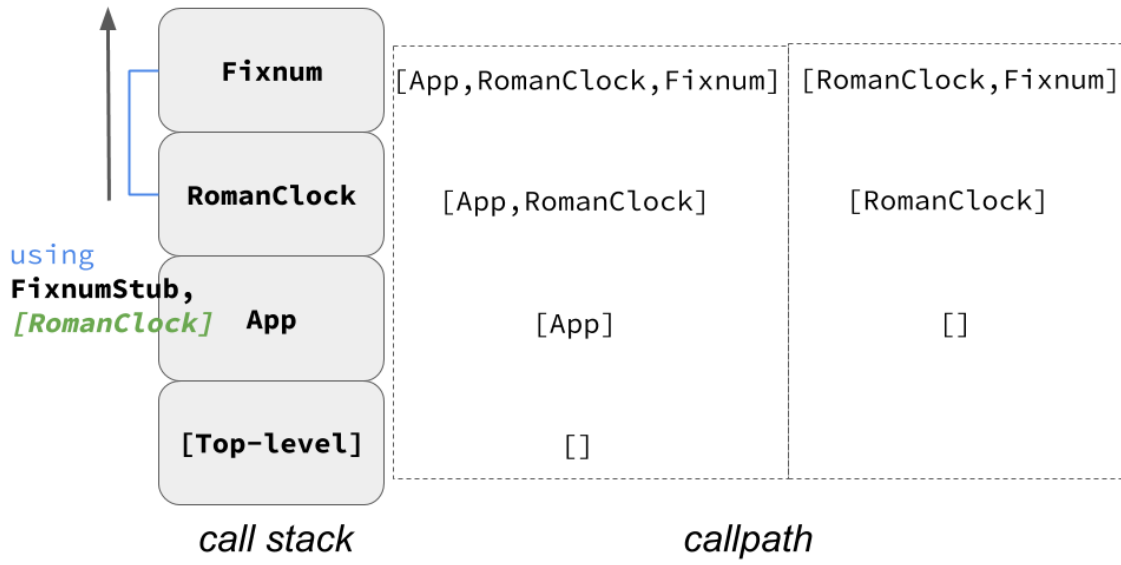 Fixnum
[App,RomanClock,Fixnum]
[RomanClock,Fixnum]
RomanClock
[App,RomanClock]
[RomanClock]
using
FixnumStub,
[RomanClock]
App
[App]
[]
[Top-level]
[]
call stack
callpath